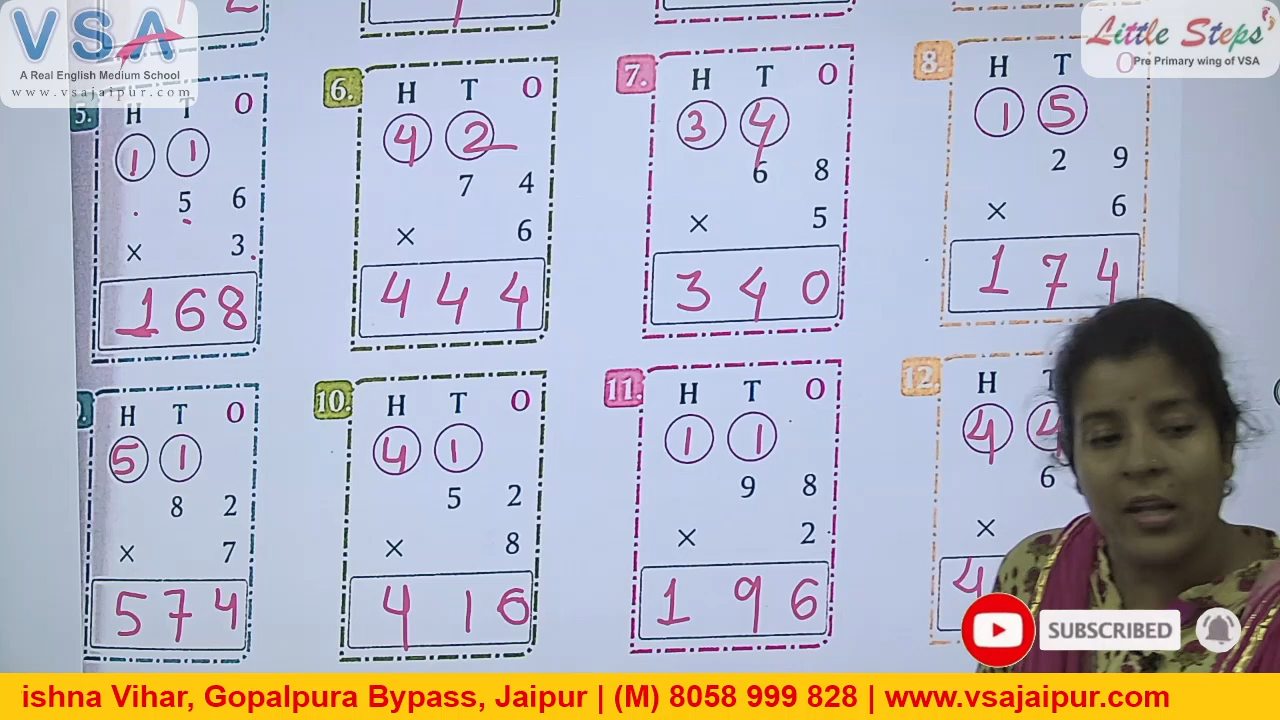 VSA
A Real English Medium School
www.vsajaipur.com
Little Steps
Pre Primary wing of VSA
5.
H T O
1 1
5 6
× 3
168
6.
H T O
4 2
7 4
× 6
444
7.
H T O
3 4
6 8
× 5
340
8.
H T O
1 5
2 9
× 6
174
H T O
5 1
8 2
× 7
574
10.
H T O
4 1
5 2
× 8
416
11.
H T O
1 1
9 8
× 2
196
12.
H
4 4
6
×
4
SUBSCRIBED
ishna Vihar, Gopalpura Bypass, Jaipur | (M) 8058 999 828 | www.vsajaipur.com